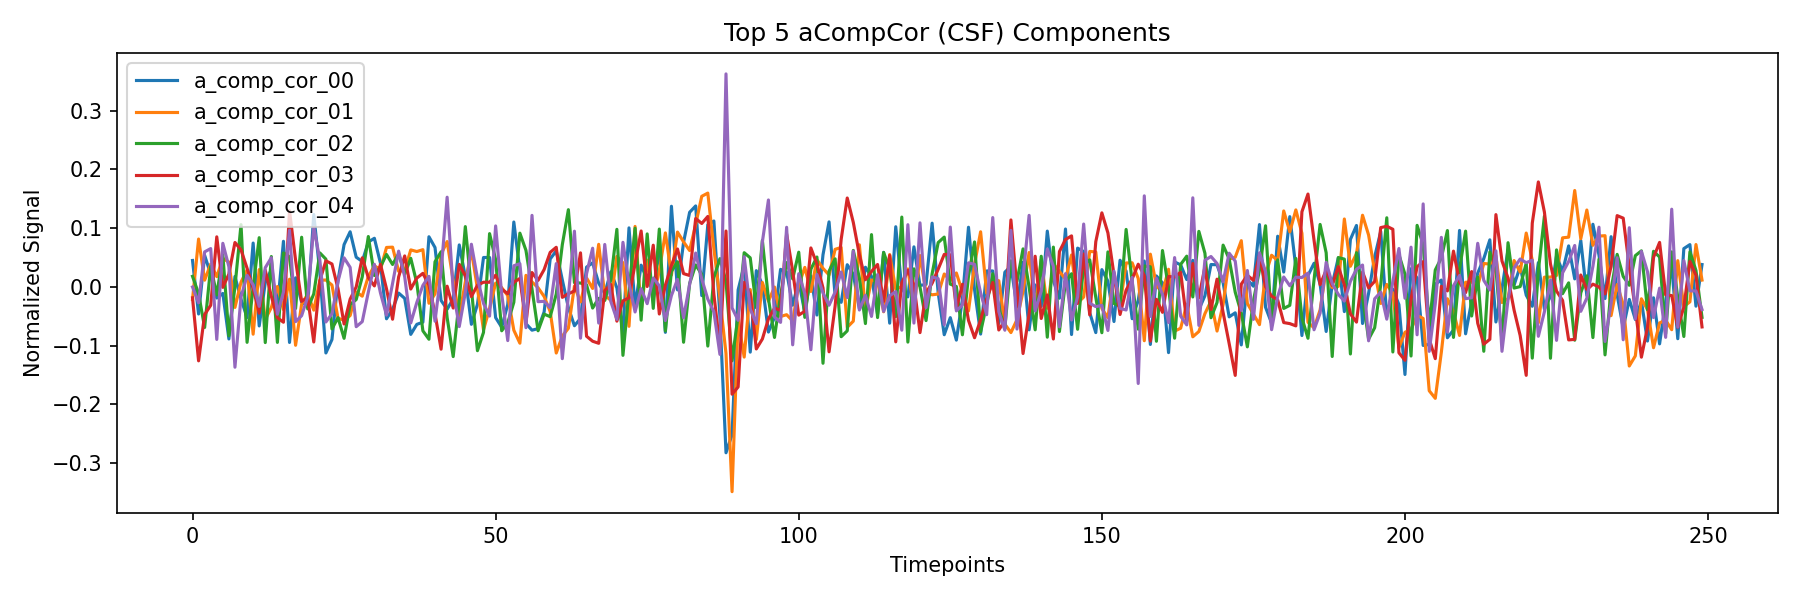 Top 5 aCompCor (CSF) Components
a_comp_cor_00
a_comp_cor_01
a_comp_cor_02
a_comp_cor_03
a_comp_cor_04
Normalized Signal
0.3
0.2
0.1
0.0
−0.1
−0.2
−0.3
0
50
100
150
200
250
Timepoints